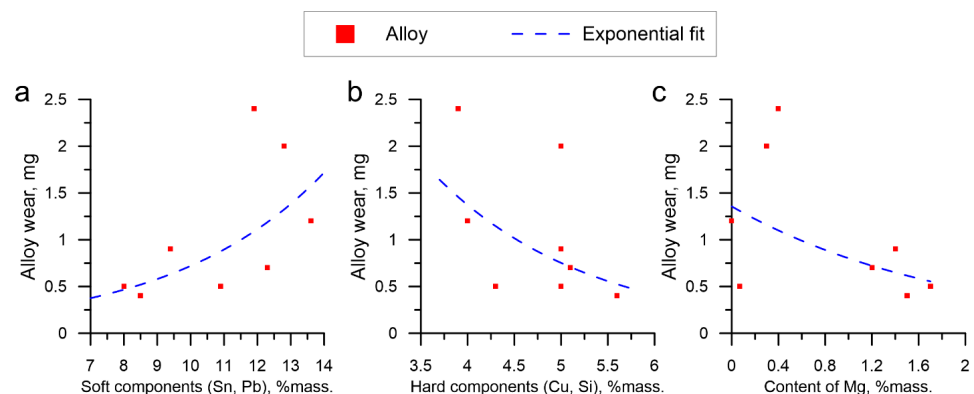 Alloy Exponential fit
a
Alloy wear, mg
2.5
2
1.5
1
0.5
0
7 8 9 10 11 12 13 14
Soft components (Sn, Pb), %mass.
b
Alloy wear, mg
2.5
2
1.5
1
0.5
0
3.5 4 4.5 5 5.5 6
Hard components (Cu, Si), %mass.
c
Alloy wear, mg
2.5
2
1.5
1
0.5
0
0 0.4 0.8 1.2 1.6 2
Content of Mg, %mass.